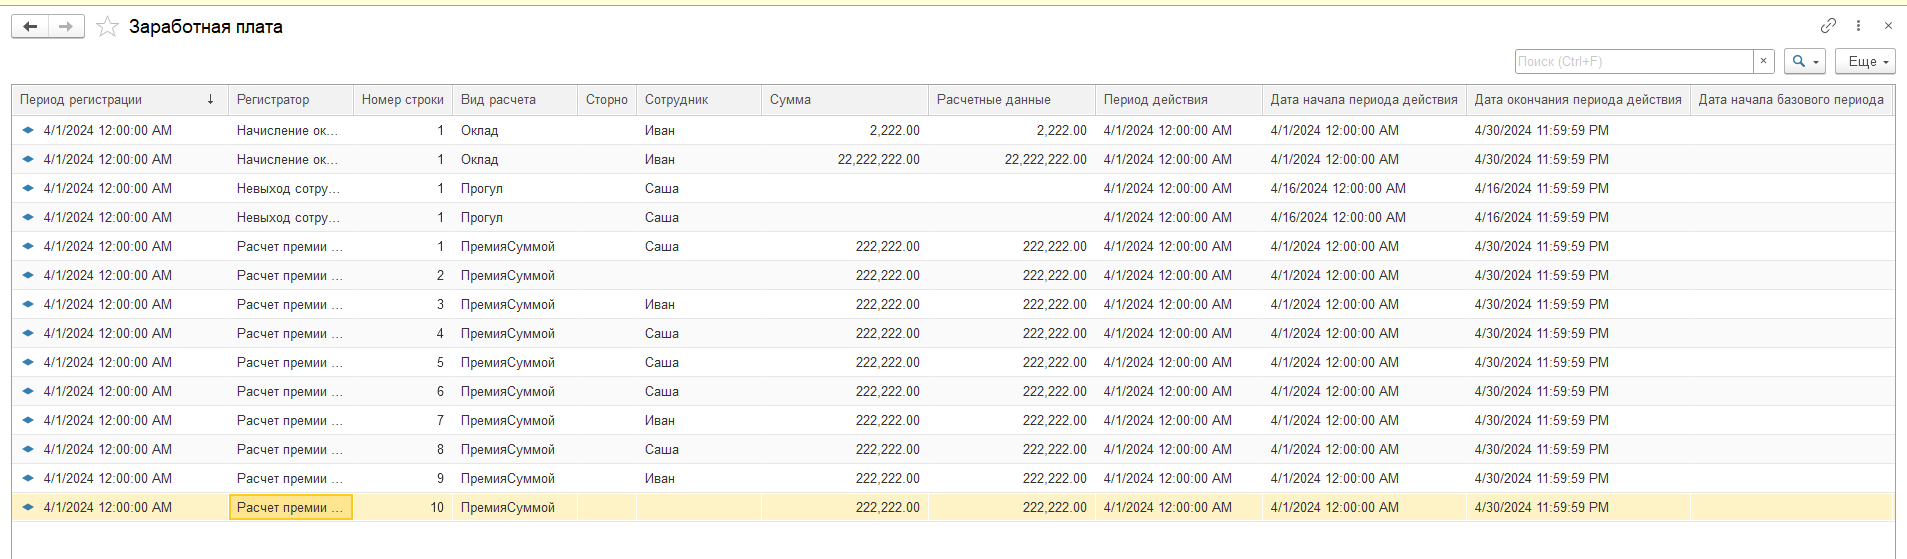 Заработная плата
Поиск (Ctrl+F) × Еще
Период регистрации ↓ Регистратор Номер строки Вид расчета Сторно Сотрудник Сумма Расчетные данные Период действия Дата начала периода действия Дата окончания периода действия Дата начала базового периода
4/1/2024 12:00:00 AM Начисление ок... 1 Оклад Иван 2,222.00 2,222.00 4/1/2024 12:00:00 AM 4/1/2024 12:00:00 AM 4/30/2024 11:59:59 PM
4/1/2024 12:00:00 AM Начисление ок... 1 Оклад Иван 22,222,222.00 22,222,222.00 4/1/2024 12:00:00 AM 4/1/2024 12:00:00 AM 4/30/2024 11:59:59 PM
4/1/2024 12:00:00 AM Невыход сотру... 1 Прогул Саша 4/1/2024 12:00:00 AM 4/16/2024 12:00:00 AM 4/16/2024 11:59:59 PM
4/1/2024 12:00:00 AM Невыход сотру... 1 Прогул Саша 4/1/2024 12:00:00 AM 4/16/2024 12:00:00 AM 4/16/2024 11:59:59 PM
4/1/2024 12:00:00 AM Расчет премии ... 1 ПремияСуммой Саша 222,222.00 222,222.00 4/1/2024 12:00:00 AM 4/1/2024 12:00:00 AM 4/30/2024 11:59:59 PM
4/1/2024 12:00:00 AM Расчет премии ... 2 ПремияСуммой 222,222.00 222,222.00 4/1/2024 12:00:00 AM 4/1/2024 12:00:00 AM 4/30/2024 11:59:59 PM
4/1/2024 12:00:00 AM Расчет премии ... 3 ПремияСуммой Иван 222,222.00 222,222.00 4/1/2024 12:00:00 AM 4/1/2024 12:00:00 AM 4/30/2024 11:59:59 PM
4/1/2024 12:00:00 AM Расчет премии ... 4 ПремияСуммой Саша 222,222.00 222,222.00 4/1/2024 12:00:00 AM 4/1/2024 12:00:00 AM 4/30/2024 11:59:59 PM
4/1/2024 12:00:00 AM Расчет премии ... 5 ПремияСуммой Саша 222,222.00 222,222.00 4/1/2024 12:00:00 AM 4/1/2024 12:00:00 AM 4/30/2024 11:59:59 PM
4/1/2024 12:00:00 AM Расчет премии ... 6 ПремияСуммой Саша 222,222.00 222,222.00 4/1/2024 12:00:00 AM 4/1/2024 12:00:00 AM 4/30/2024 11:59:59 PM
4/1/2024 12:00:00 AM Расчет премии ... 7 ПремияСуммой Иван 222,222.00 222,222.00 4/1/2024 12:00:00 AM 4/1/2024 12:00:00 AM 4/30/2024 11:59:59 PM
4/1/2024 12:00:00 AM Расчет премии ... 8 ПремияСуммой Саша 222,222.00 222,222.00 4/1/2024 12:00:00 AM 4/1/2024 12:00:00 AM 4/30/2024 11:59:59 PM
4/1/2024 12:00:00 AM Расчет премии ... 9 ПремияСуммой Иван 222,222.00 222,222.00 4/1/2024 12:00:00 AM 4/1/2024 12:00:00 AM 4/30/2024 11:59:59 PM
4/1/2024 12:00:00 AM Расчет премии ... 10 ПремияСуммой 222,222.00 222,222.00 4/1/2024 12:00:00 AM 4/1/2024 12:00:00 AM 4/30/2024 11:59:59 PM